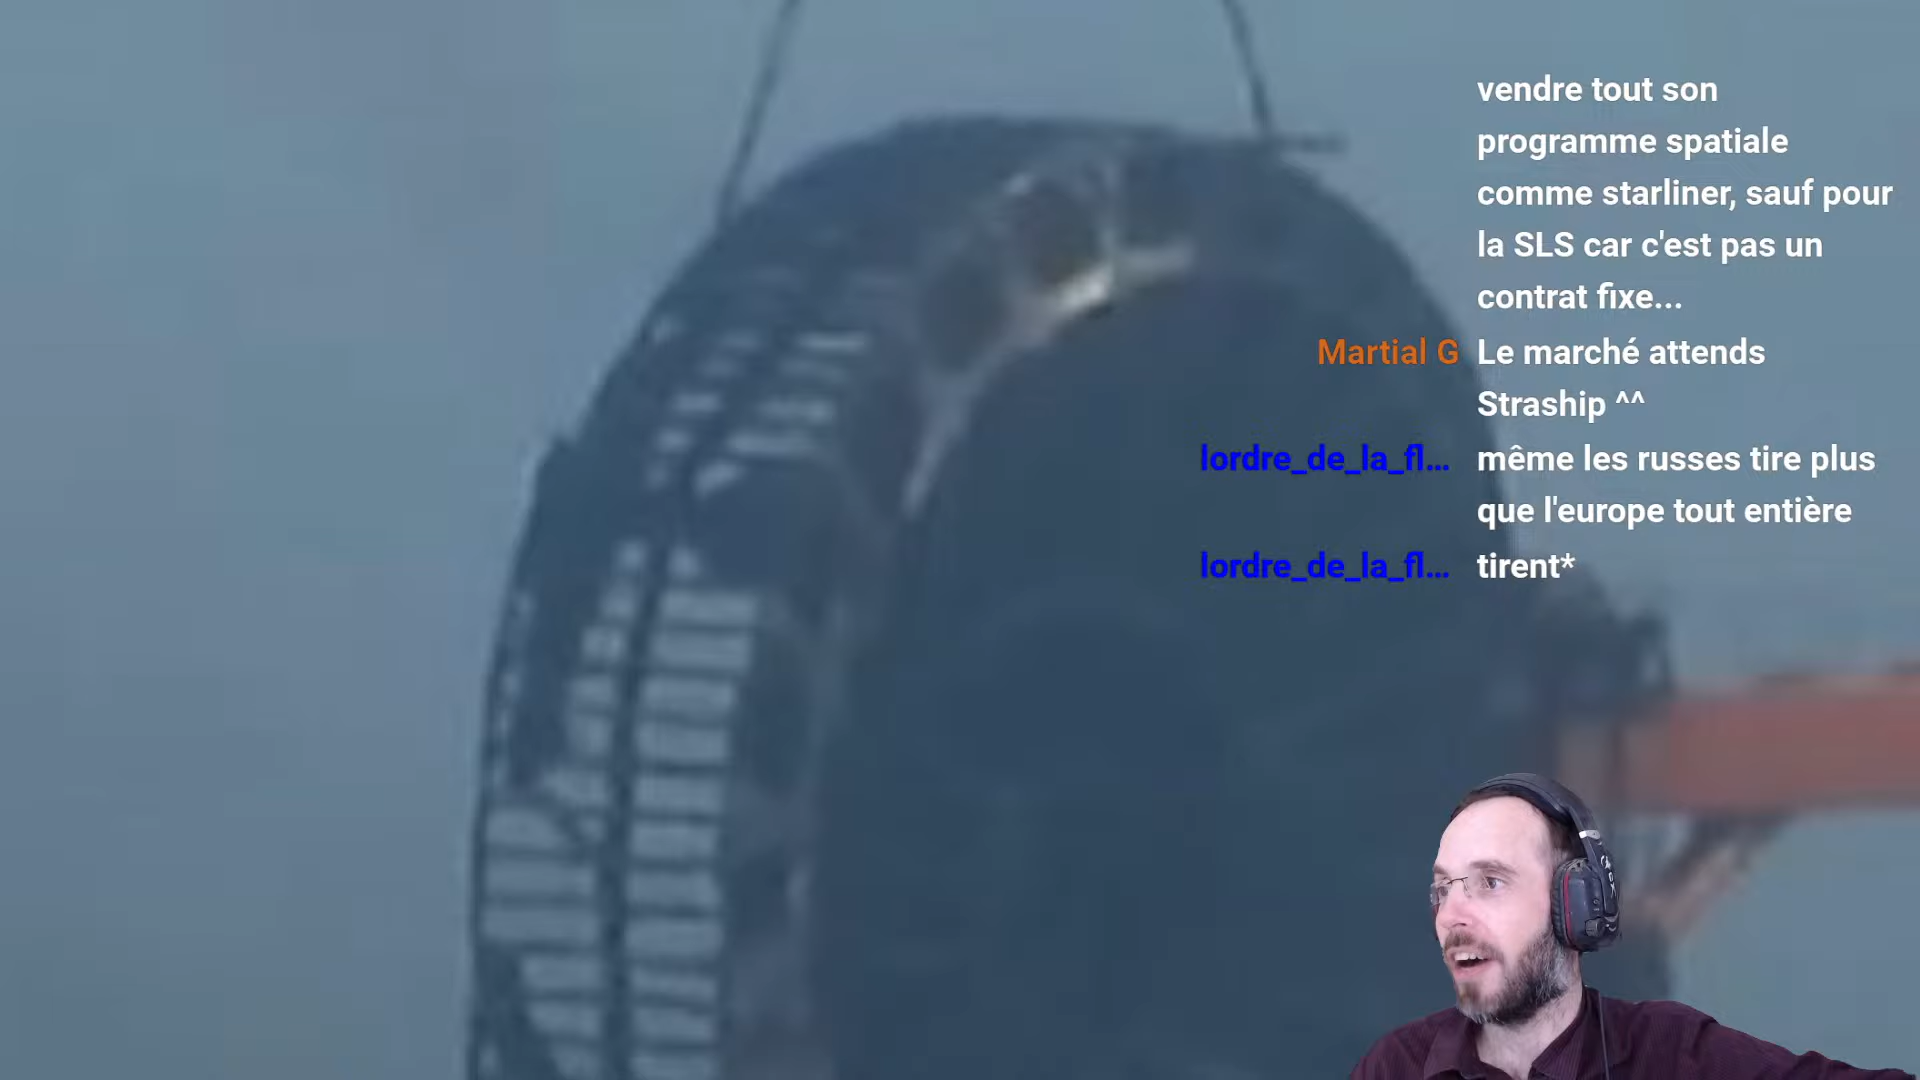 vendre tout son
programme spatiale
comme starliner, sauf pour
la SLS car c'est pas un
contrat fixe...
Martial G Le marché attends
Straship ^^
lordre_de_la_fl... même les russes tire plus
que l'europe tout entière
lordre_de_la_fl... tirent*